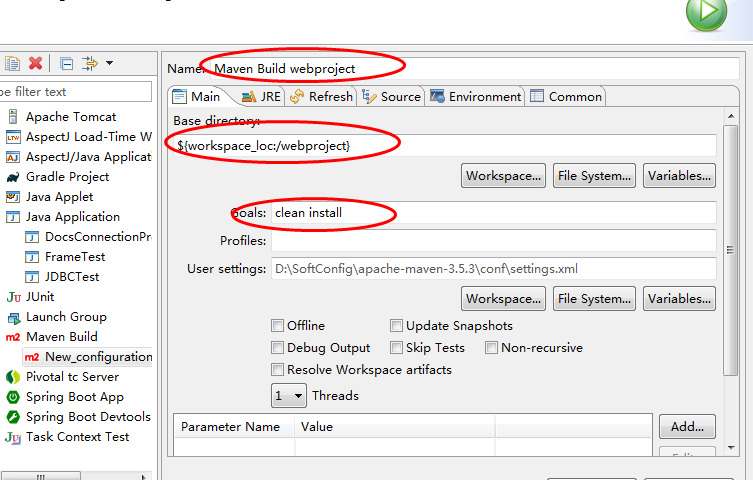 Name: Maven Build webproject
type filter text
Main
JRE
Refresh
Source
Environment
Common
Apache Tomcat
AspectJ Load-Time W
AspectJ/Java Applicat
Gradle Project
Java Applet
Java Application
DocsConnectionPr
FrameTest
JDBCTest
JUnit
Launch Group
Maven Build
New_configuration
Pivotal tc Server
Spring Boot App
Spring Boot Devtools
Task Context Test
Base directory:
${workspace_loc:/webproject}
Workspace... File System... Variables...
Goals: clean install
Profiles:
User settings: D:\SoftConfig\apache-maven-3.5.3\conf\settings.xml
Workspace... File System... Variables...
Offline Update Snapshots
Debug Output Skip Tests Non-recursive
Resolve Workspace artifacts
1 Threads
Parameter Name Value
Add...